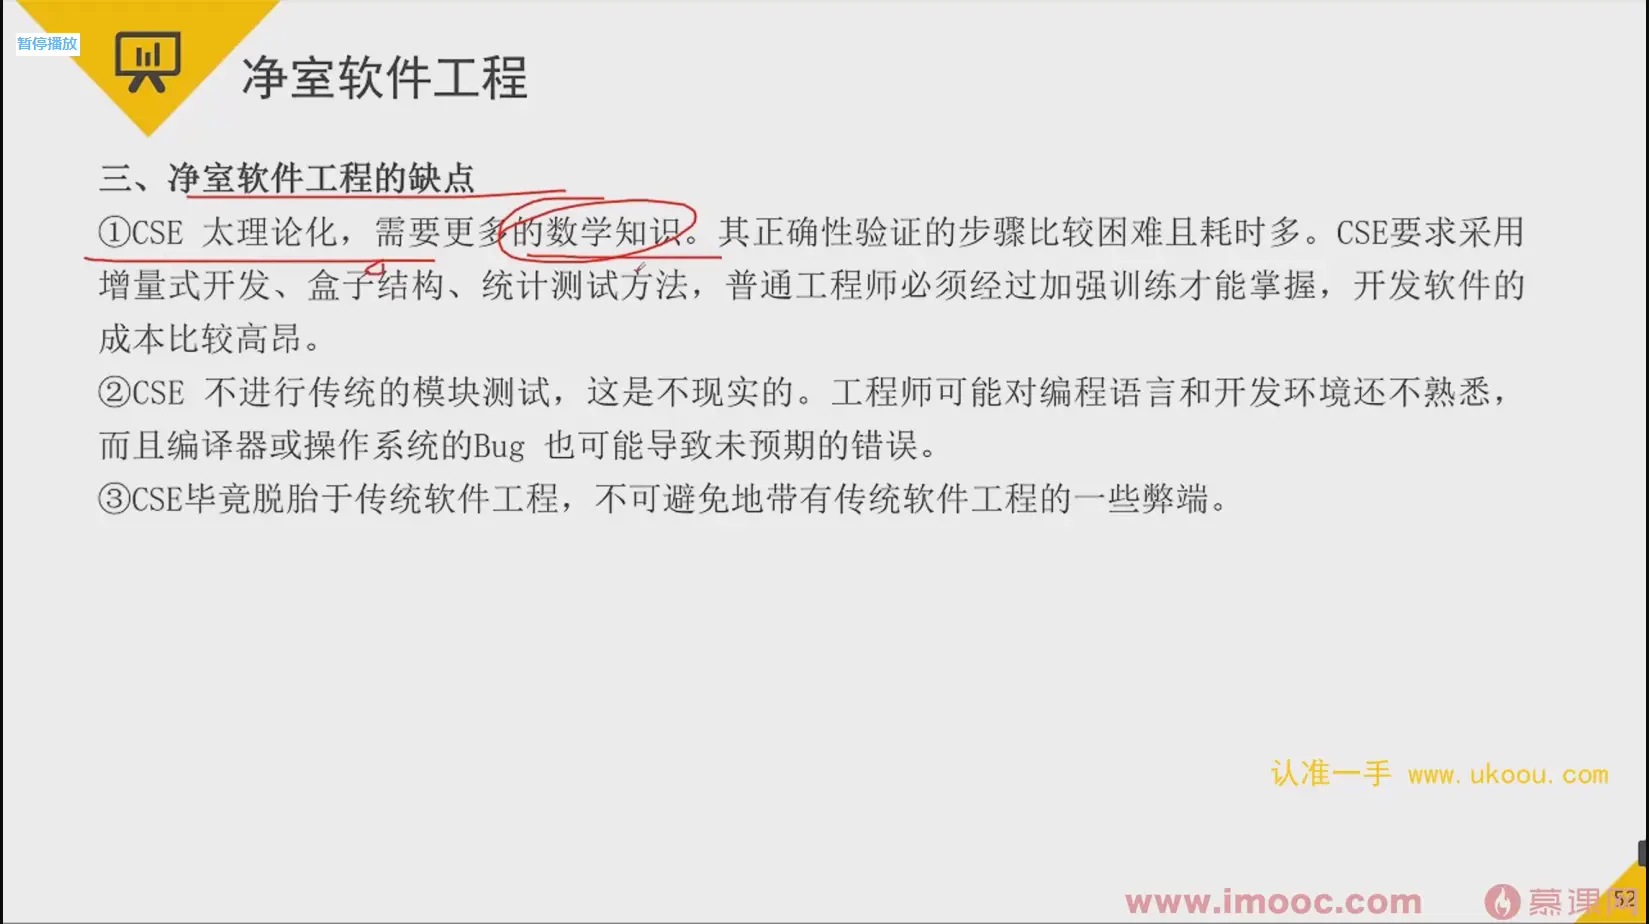 暂停播放
净室软件工程
三、净室软件工程的缺点
①CSE 太理论化，需要更多的数学知识。其正确性验证的步骤比较困难且耗时多。CSE要求采用
增量式开发、盒子结构、统计测试方法，普通工程师必须经过加强训练才能掌握，开发软件的
成本比较高昂。
②CSE 不进行传统的模块测试，这是不现实的。工程师可能对编程语言和开发环境还不熟悉，
而且编译器或操作系统的Bug 也可能导致未预期的错误。
③CSE毕竟脱胎于传统软件工程，不可避免地带有传统软件工程的一些弊端。
认准一手 www.ukoou.com
www.imooc.com 慕课网
52